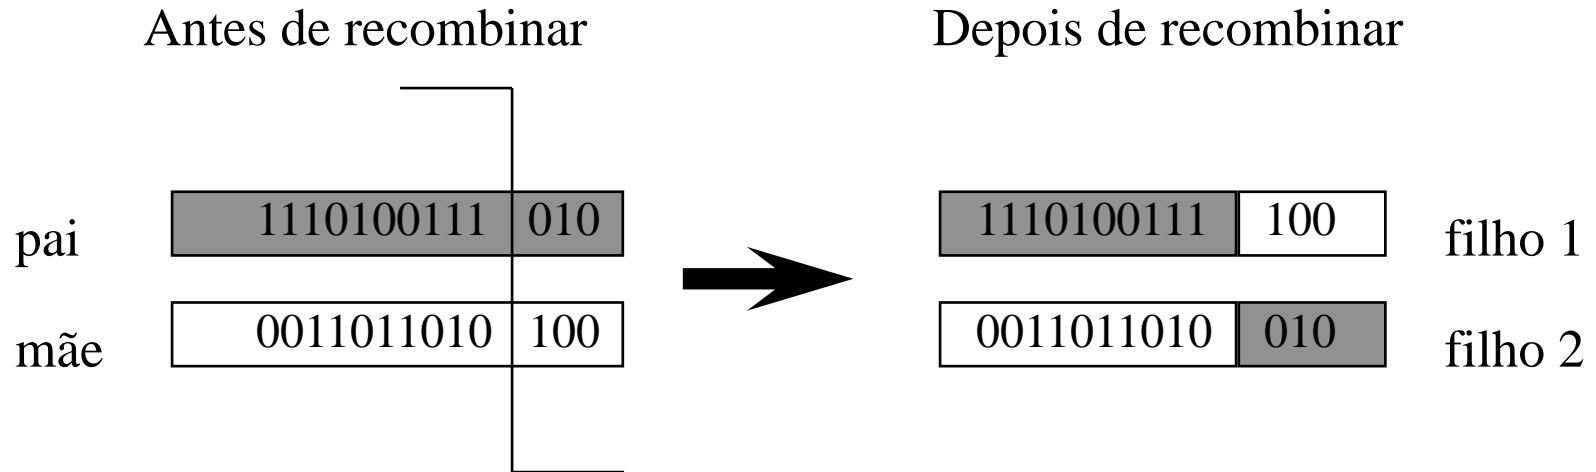 Antes de recombinar
Depois de recombinar
pai 1110100111 010
1110100111 100 filho 1
mãe 0011011010 100
0011011010 010 filho 2